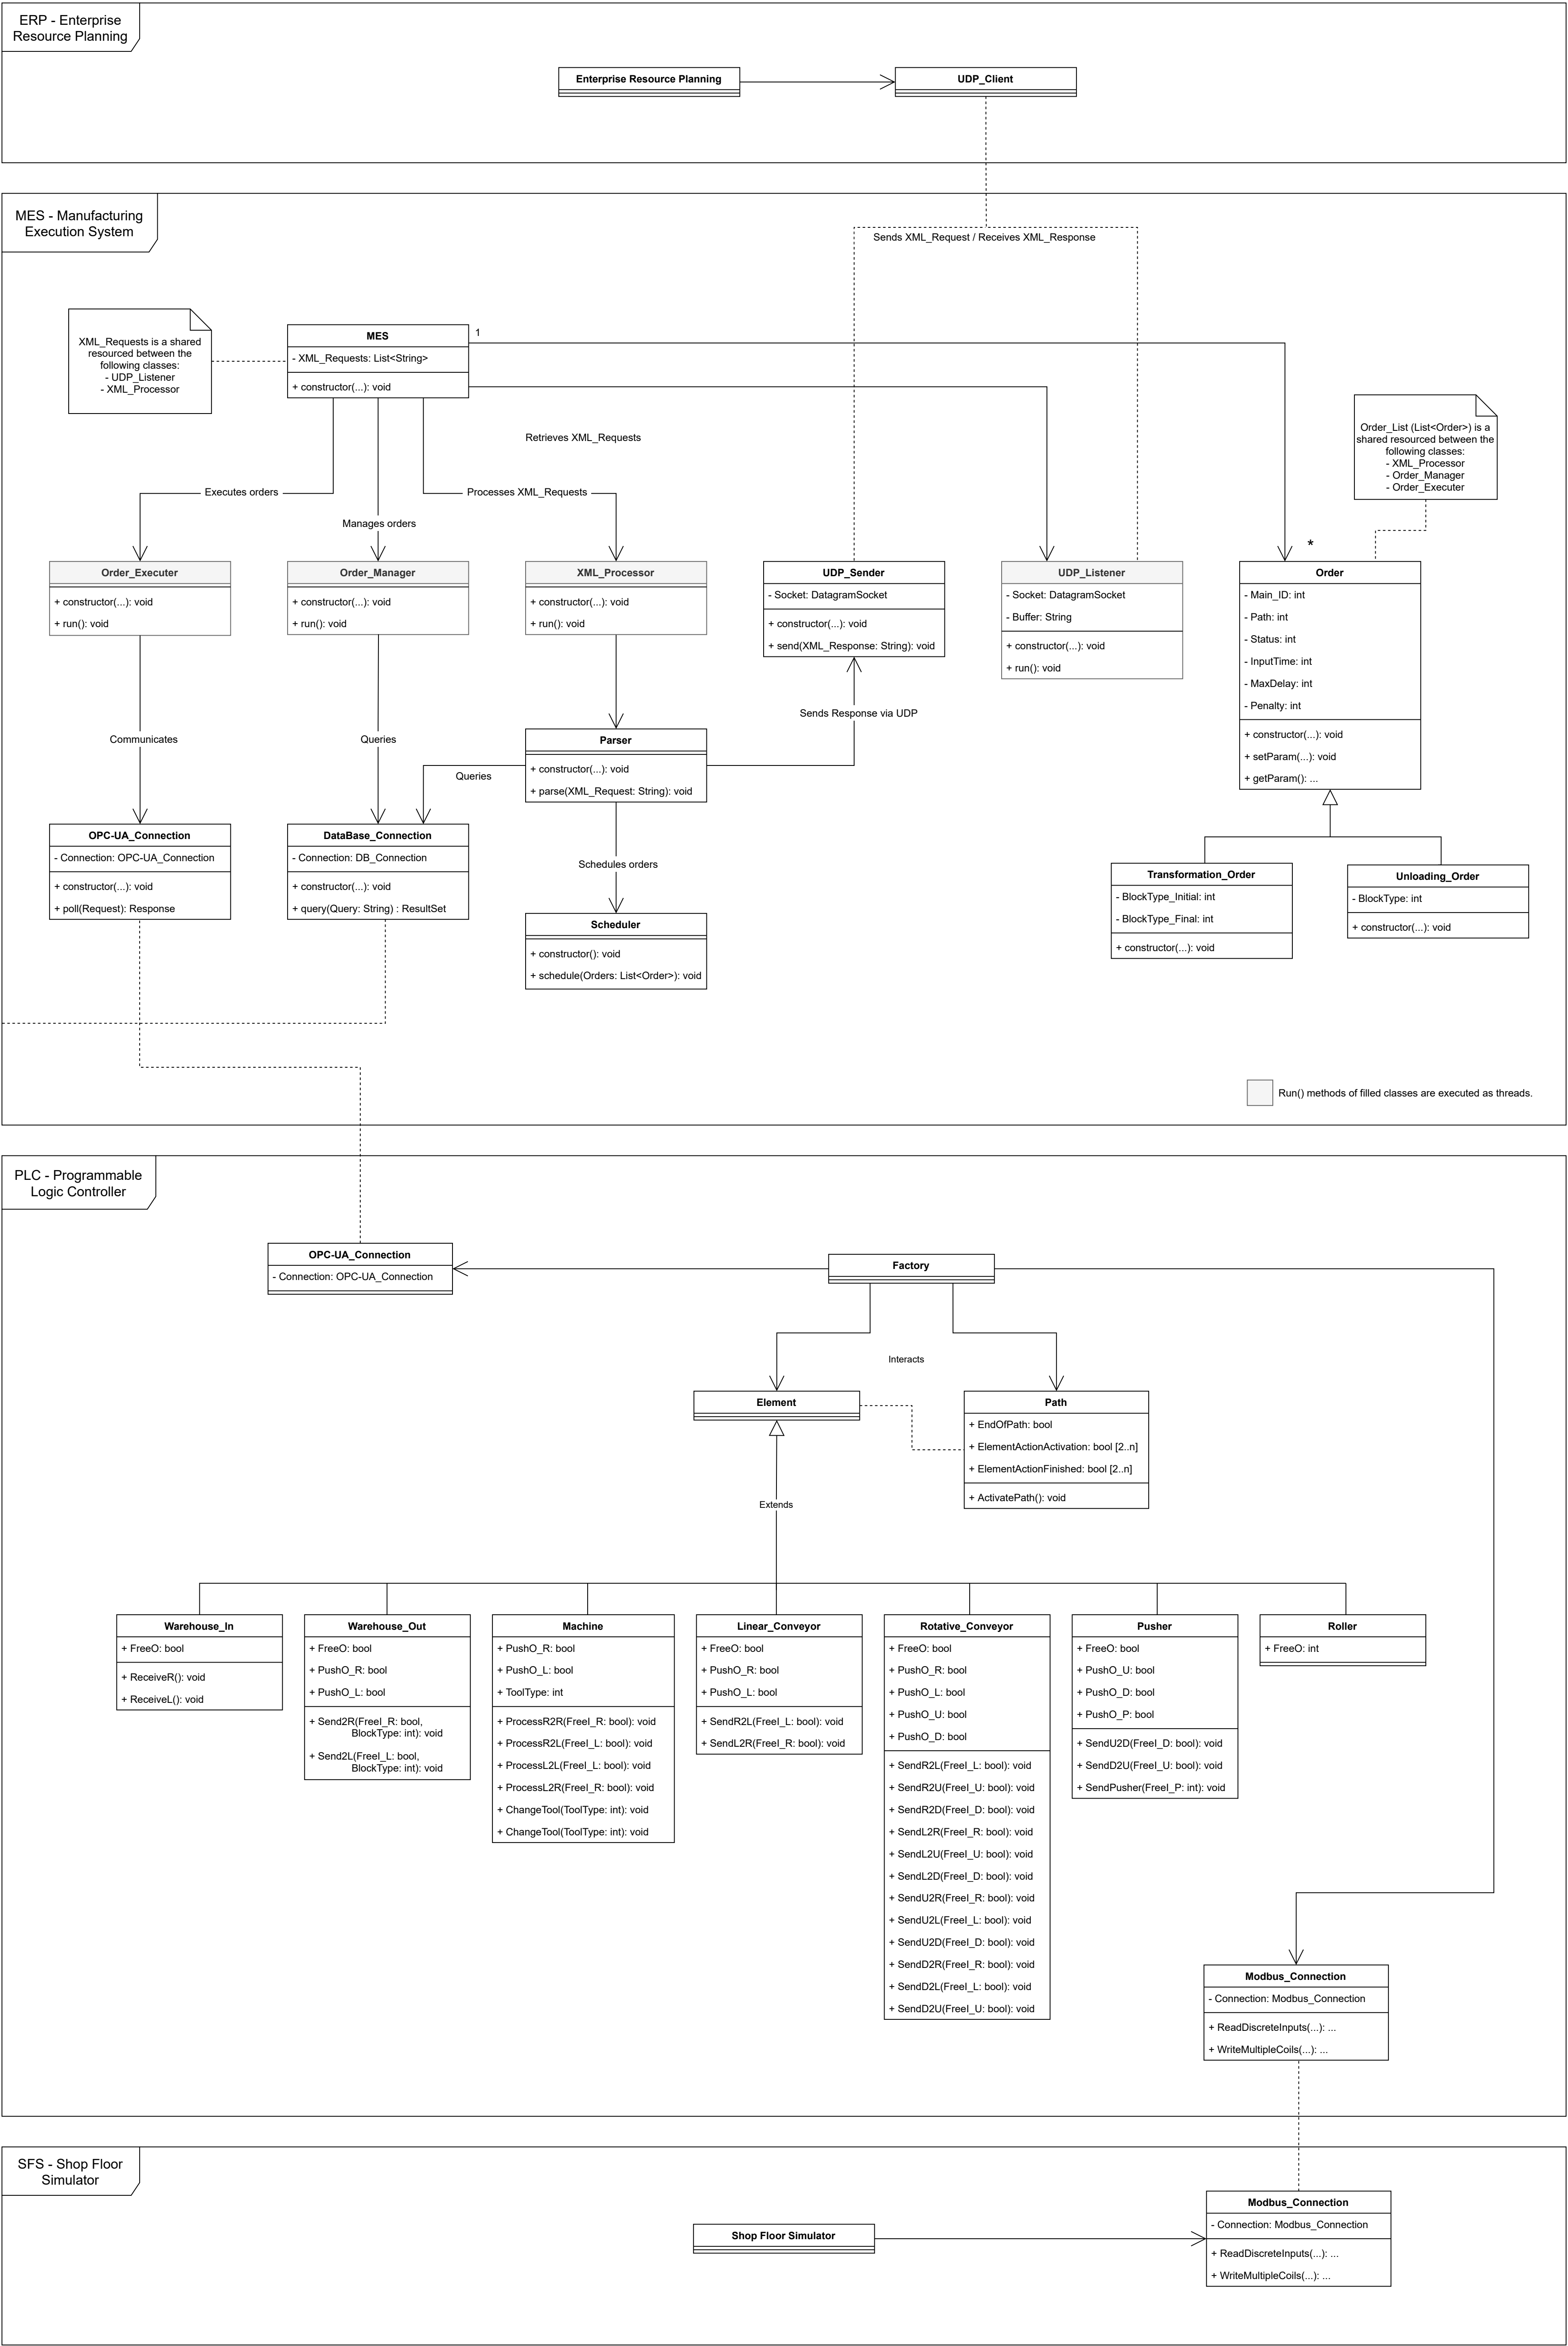 ERP - Enterprise
Resource Planning
Enterprise Resource Planning
UDP_Client
MES - Manufacturing
Execution System
Sends XML_Request / Receives XML_Response
XML_Requests is a shared
resourced between the
following classes:
- UDP_Listener
- XML_Processor
MES
- XML_Requests: List<String>
+ constructor(...): void
1
Retrieves XML_Requests
Order_List (List<Order>) is a
shared resourced between the
following classes:
- XML_Processor
- Order_Manager
- Order_Executer
Executes orders
Manages orders
Processes XML_Requests
*
Order_Executer
+ constructor(...): void
+ run(): void
Order_Manager
+ constructor(...): void
+ run(): void
XML_Processor
+ constructor(...): void
+ run(): void
UDP_Sender
- Socket: DatagramSocket
+ constructor(...): void
+ send(XML_Response: String): void
UDP_Listener
- Socket: DatagramSocket
- Buffer: String
+ constructor(...): void
+ run(): void
Order
- Main_ID: int
- Path: int
- Status: int
- InputTime: int
- MaxDelay: int
- Penalty: int
+ constructor(...): void
+ setParam(...): void
+ getParam(): ...
Communicates
Queries
Queries
Sends Response via UDP
Parser
+ constructor(...): void
+ parse(XML_Request: String): void
OPC-UA_Connection
- Connection: OPC-UA_Connection
+ constructor(...): void
+ poll(Request): Response
DataBase_Connection
- Connection: DB_Connection
+ constructor(...): void
+ query(Query: String) : ResultSet
Schedules orders
Scheduler
+ constructor(): void
+ schedule(Orders: List<Order>): void
Transformation_Order
- BlockType_Initial: int
- BlockType_Final: int
+ constructor(...): void
Unloading_Order
- BlockType: int
+ constructor(...): void
Run() methods of filled classes are executed as threads.
PLC - Programmable
Logic Controller
OPC-UA_Connection
- Connection: OPC-UA_Connection
Factory
Interacts
Element
Path
+ EndOfPath: bool
+ ElementActionActivation: bool [2..n]
+ ElementActionFinished: bool [2..n]
+ ActivatePath(): void
Extends
Warehouse_In
+ FreeO: bool
+ ReceiveR(): void
+ ReceiveL(): void
Warehouse_Out
+ FreeO: bool
+ PushO_R: bool
+ PushO_L: bool
+ Send2R(FreeI_R: bool,
BlockType: int): void
+ Send2L(FreeI_L: bool,
BlockType: int): void
Machine
+ PushO_R: bool
+ PushO_L: bool
+ ToolType: int
+ ProcessR2R(FreeI_R: bool): void
+ ProcessR2L(FreeI_L: bool): void
+ ProcessL2L(FreeI_L: bool): void
+ ProcessL2R(FreeI_R: bool): void
+ ChangeTool(ToolType: int): void
+ ChangeTool(ToolType: int): void
Linear_Conveyor
+ FreeO: bool
+ PushO_R: bool
+ PushO_L: bool
+ SendR2L(FreeI_L: bool): void
+ SendL2R(FreeI_R: bool): void
Rotative_Conveyor
+ FreeO: bool
+ PushO_R: bool
+ PushO_L: bool
+ PushO_U: bool
+ PushO_D: bool
+ SendR2L(FreeI_L: bool): void
+ SendR2U(FreeI_U: bool): void
+ SendR2D(FreeI_D: bool): void
+ SendL2R(FreeI_R: bool): void
+ SendL2U(FreeI_U: bool): void
+ SendL2D(FreeI_D: bool): void
+ SendU2R(FreeI_R: bool): void
+ SendU2L(FreeI_L: bool): void
+ SendU2D(FreeI_D: bool): void
+ SendD2R(FreeI_R: bool): void
+ SendD2L(FreeI_L: bool): void
+ SendD2U(FreeI_U: bool): void
Pusher
+ FreeO: bool
+ PushO_U: bool
+ PushO_D: bool
+ PushO_P: bool
+ SendU2D(FreeI_D: bool): void
+ SendD2U(FreeI_U: bool): void
+ SendPusher(FreeI_P: int): void
Roller
+ FreeO: int
Modbus_Connection
- Connection: Modbus_Connection
+ ReadDiscreteInputs(...): ...
+ WriteMultipleCoils(...): ...
SFS - Shop Floor
Simulator
Shop Floor Simulator
Modbus_Connection
- Connection: Modbus_Connection
+ ReadDiscreteInputs(...): ...
+ WriteMultipleCoils(...): ...